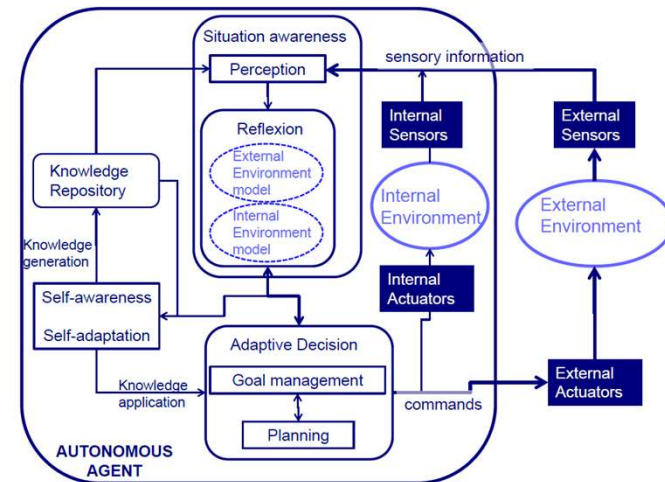 Situation awareness
sensory information
Perception
Reflexion
External
Environment
model
Internal
Environment
model
Internal
Sensors
External
Sensors
Knowledge
Repository
Internal
Environment
External
Environment
Knowledge
generation
Self-awareness
Self-adaptation
Internal
Actuators
Adaptive Decision
Goal management
Knowledge
application
commands
External
Actuators
Planning
AUTONOMOUS
AGENT